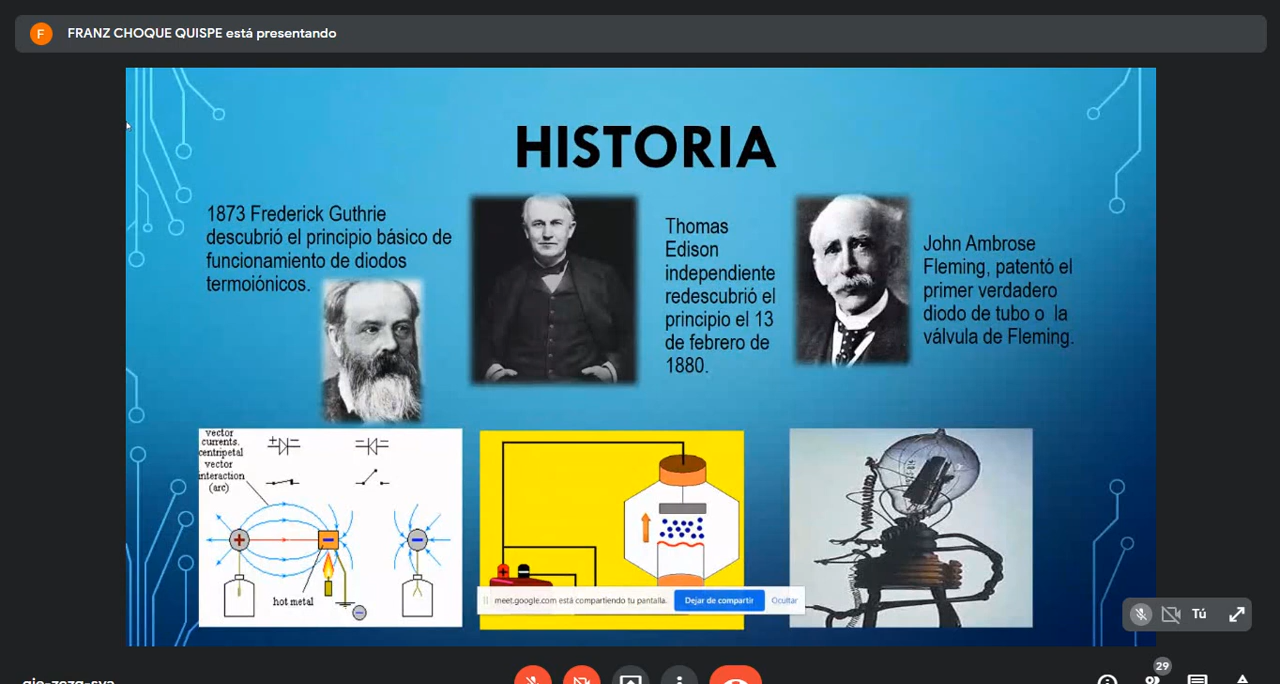 F
FRANZ CHOQUE QUISPE está presentando
HISTORIA
1873 Frederick Guthrie
descubrió el principio básico de
funcionamiento de diodos
termoiónicos.
Thomas
Edison
independiente
redescubrió el
principio el 13
de febrero de
1880.
John Ambrose
Fleming, patentó el
primer verdadero
diodo de tubo o la
válvula de Fleming.
vector
currents.
centripetal
vector
interaction
(arc)
hot metal
meet.google.com está compartiendo tu pantalla.
Dejar de compartir
Ocultar
Tú
29